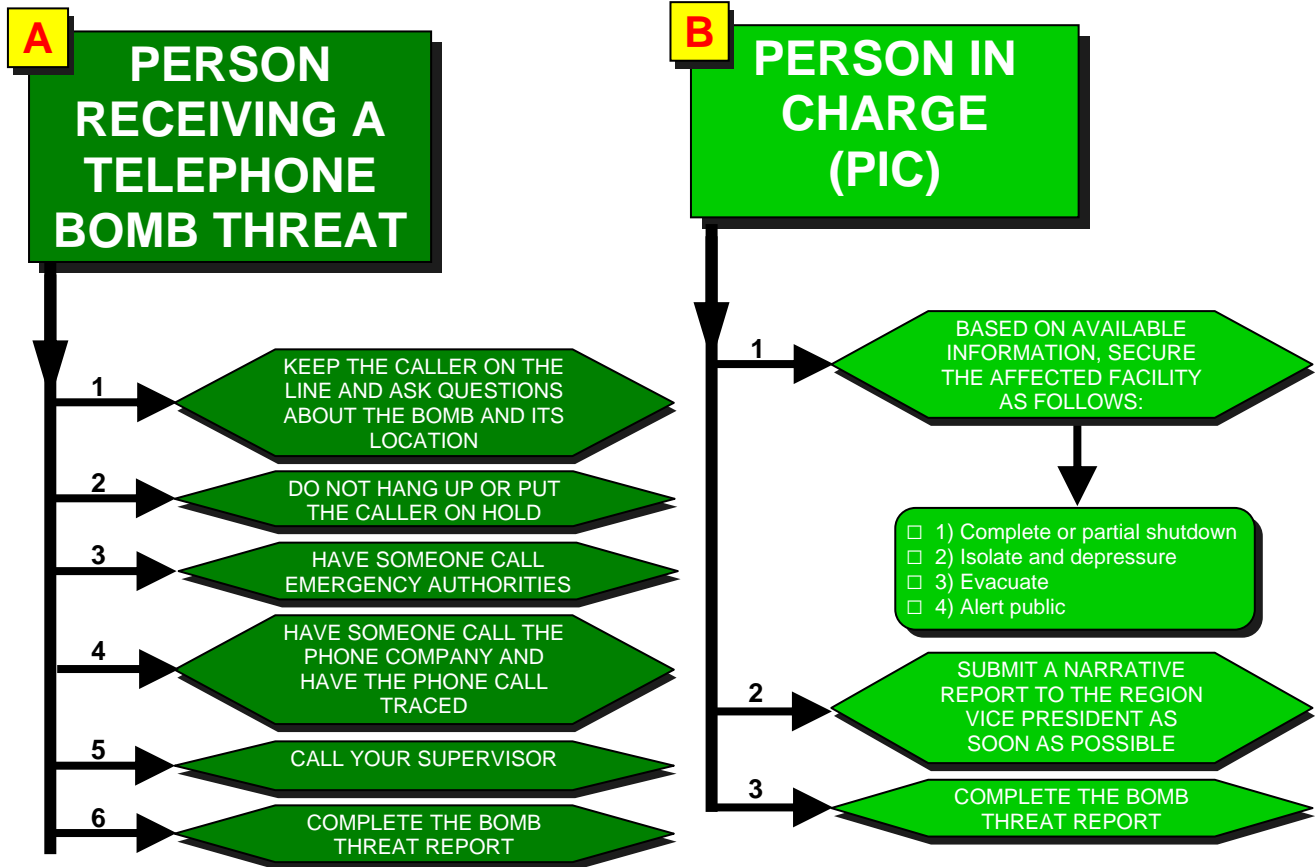 A
PERSON
RECEIVING A
TELEPHONE
BOMB THREAT
1
KEEP THE CALLER ON THE
LINE AND ASK QUESTIONS
ABOUT THE BOMB AND ITS
LOCATION
2
DO NOT HANG UP OR PUT
THE CALLER ON HOLD
3
HAVE SOMEONE CALL
EMERGENCY AUTHORITIES
4
HAVE SOMEONE CALL THE
PHONE COMPANY AND
HAVE THE PHONE CALL
TRACED
5
CALL YOUR SUPERVISOR
6
COMPLETE THE BOMB
THREAT REPORT
B
PERSON IN
CHARGE
(PIC)
1
BASED ON AVAILABLE
INFORMATION, SECURE
THE AFFECTED FACILITY
AS FOLLOWS:
□ 1) Complete or partial shutdown
□ 2) Isolate and depressure
□ 3) Evacuate
□ 4) Alert public
2
SUBMIT A NARRATIVE
REPORT TO THE REGION
VICE PRESIDENT AS
SOON AS POSSIBLE
3
COMPLETE THE BOMB
THREAT REPORT